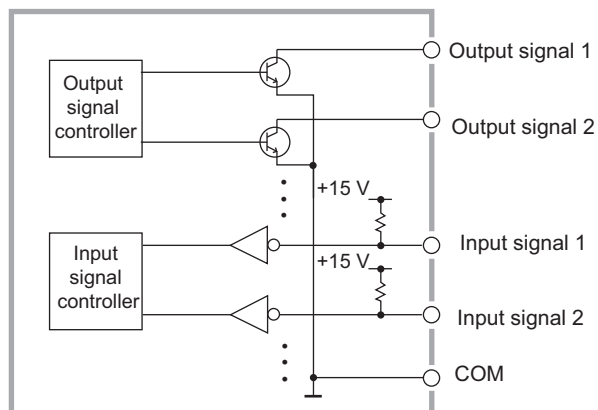 Output signal 1
Output
signal
controller
Output signal 2
+15 V
Input signal 1
Input
signal
controller
+15 V
Input signal 2
COM